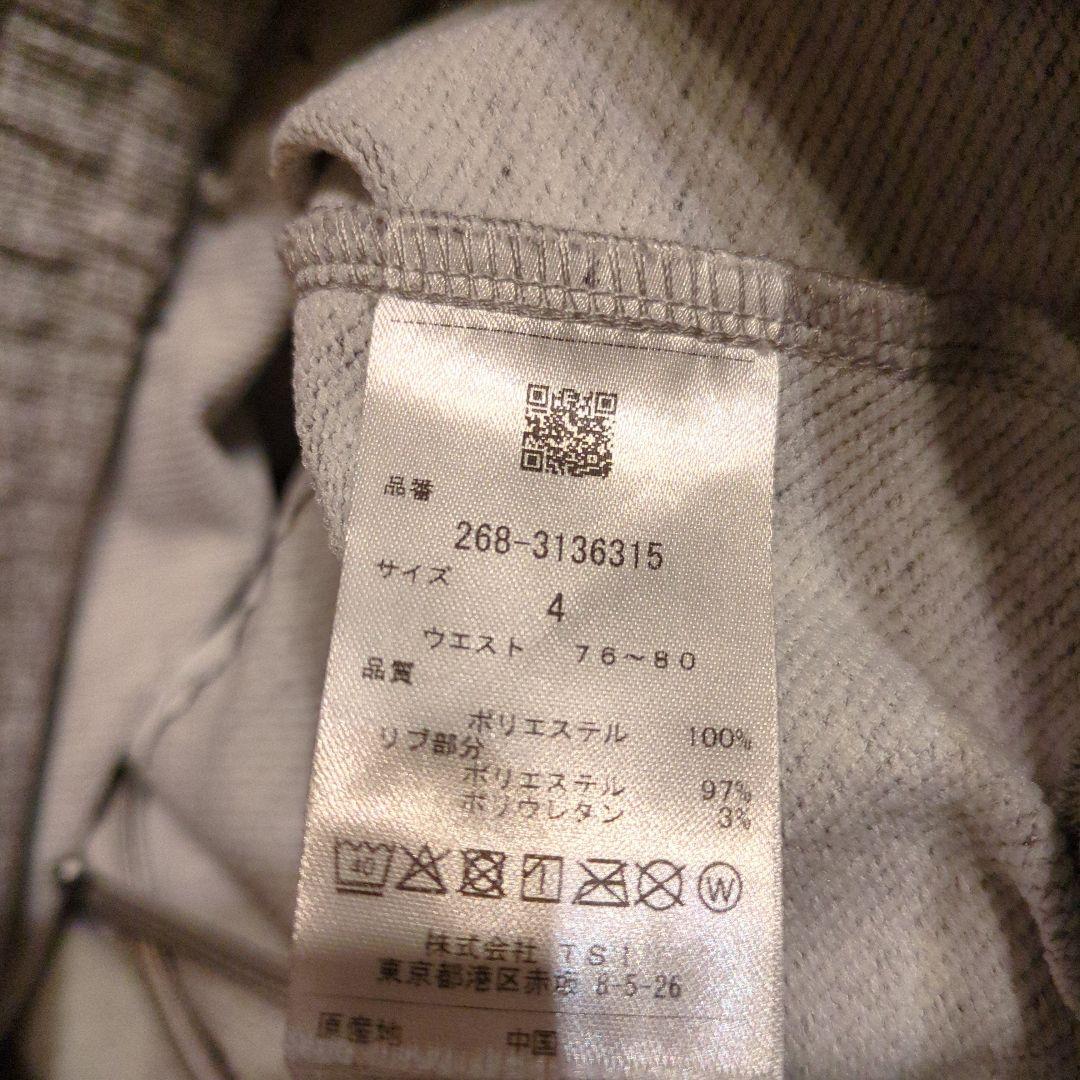 品番
268-3136315
サイズ
4
ウエスト 76～80
品質
ポリエステル 100%
リブ部分
ポリエステル 97%
ポリウレタン 3%
40
W
株式会社 TSI
東京都港区赤坂 8-5-26
原産地 中国